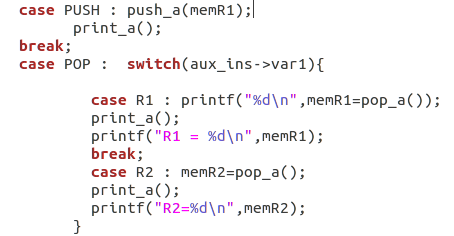 case PUSH : push_a(memR1);
print_a();
break;
case POP :  switch(aux_ins->var1){
case R1 : printf("%d\n",memR1=pop_a());
print_a();
printf("R1 = %d\n",memR1);
break;
case R2 : memR2=pop_a();
print_a();
printf("R2=%d\n",memR2);
}